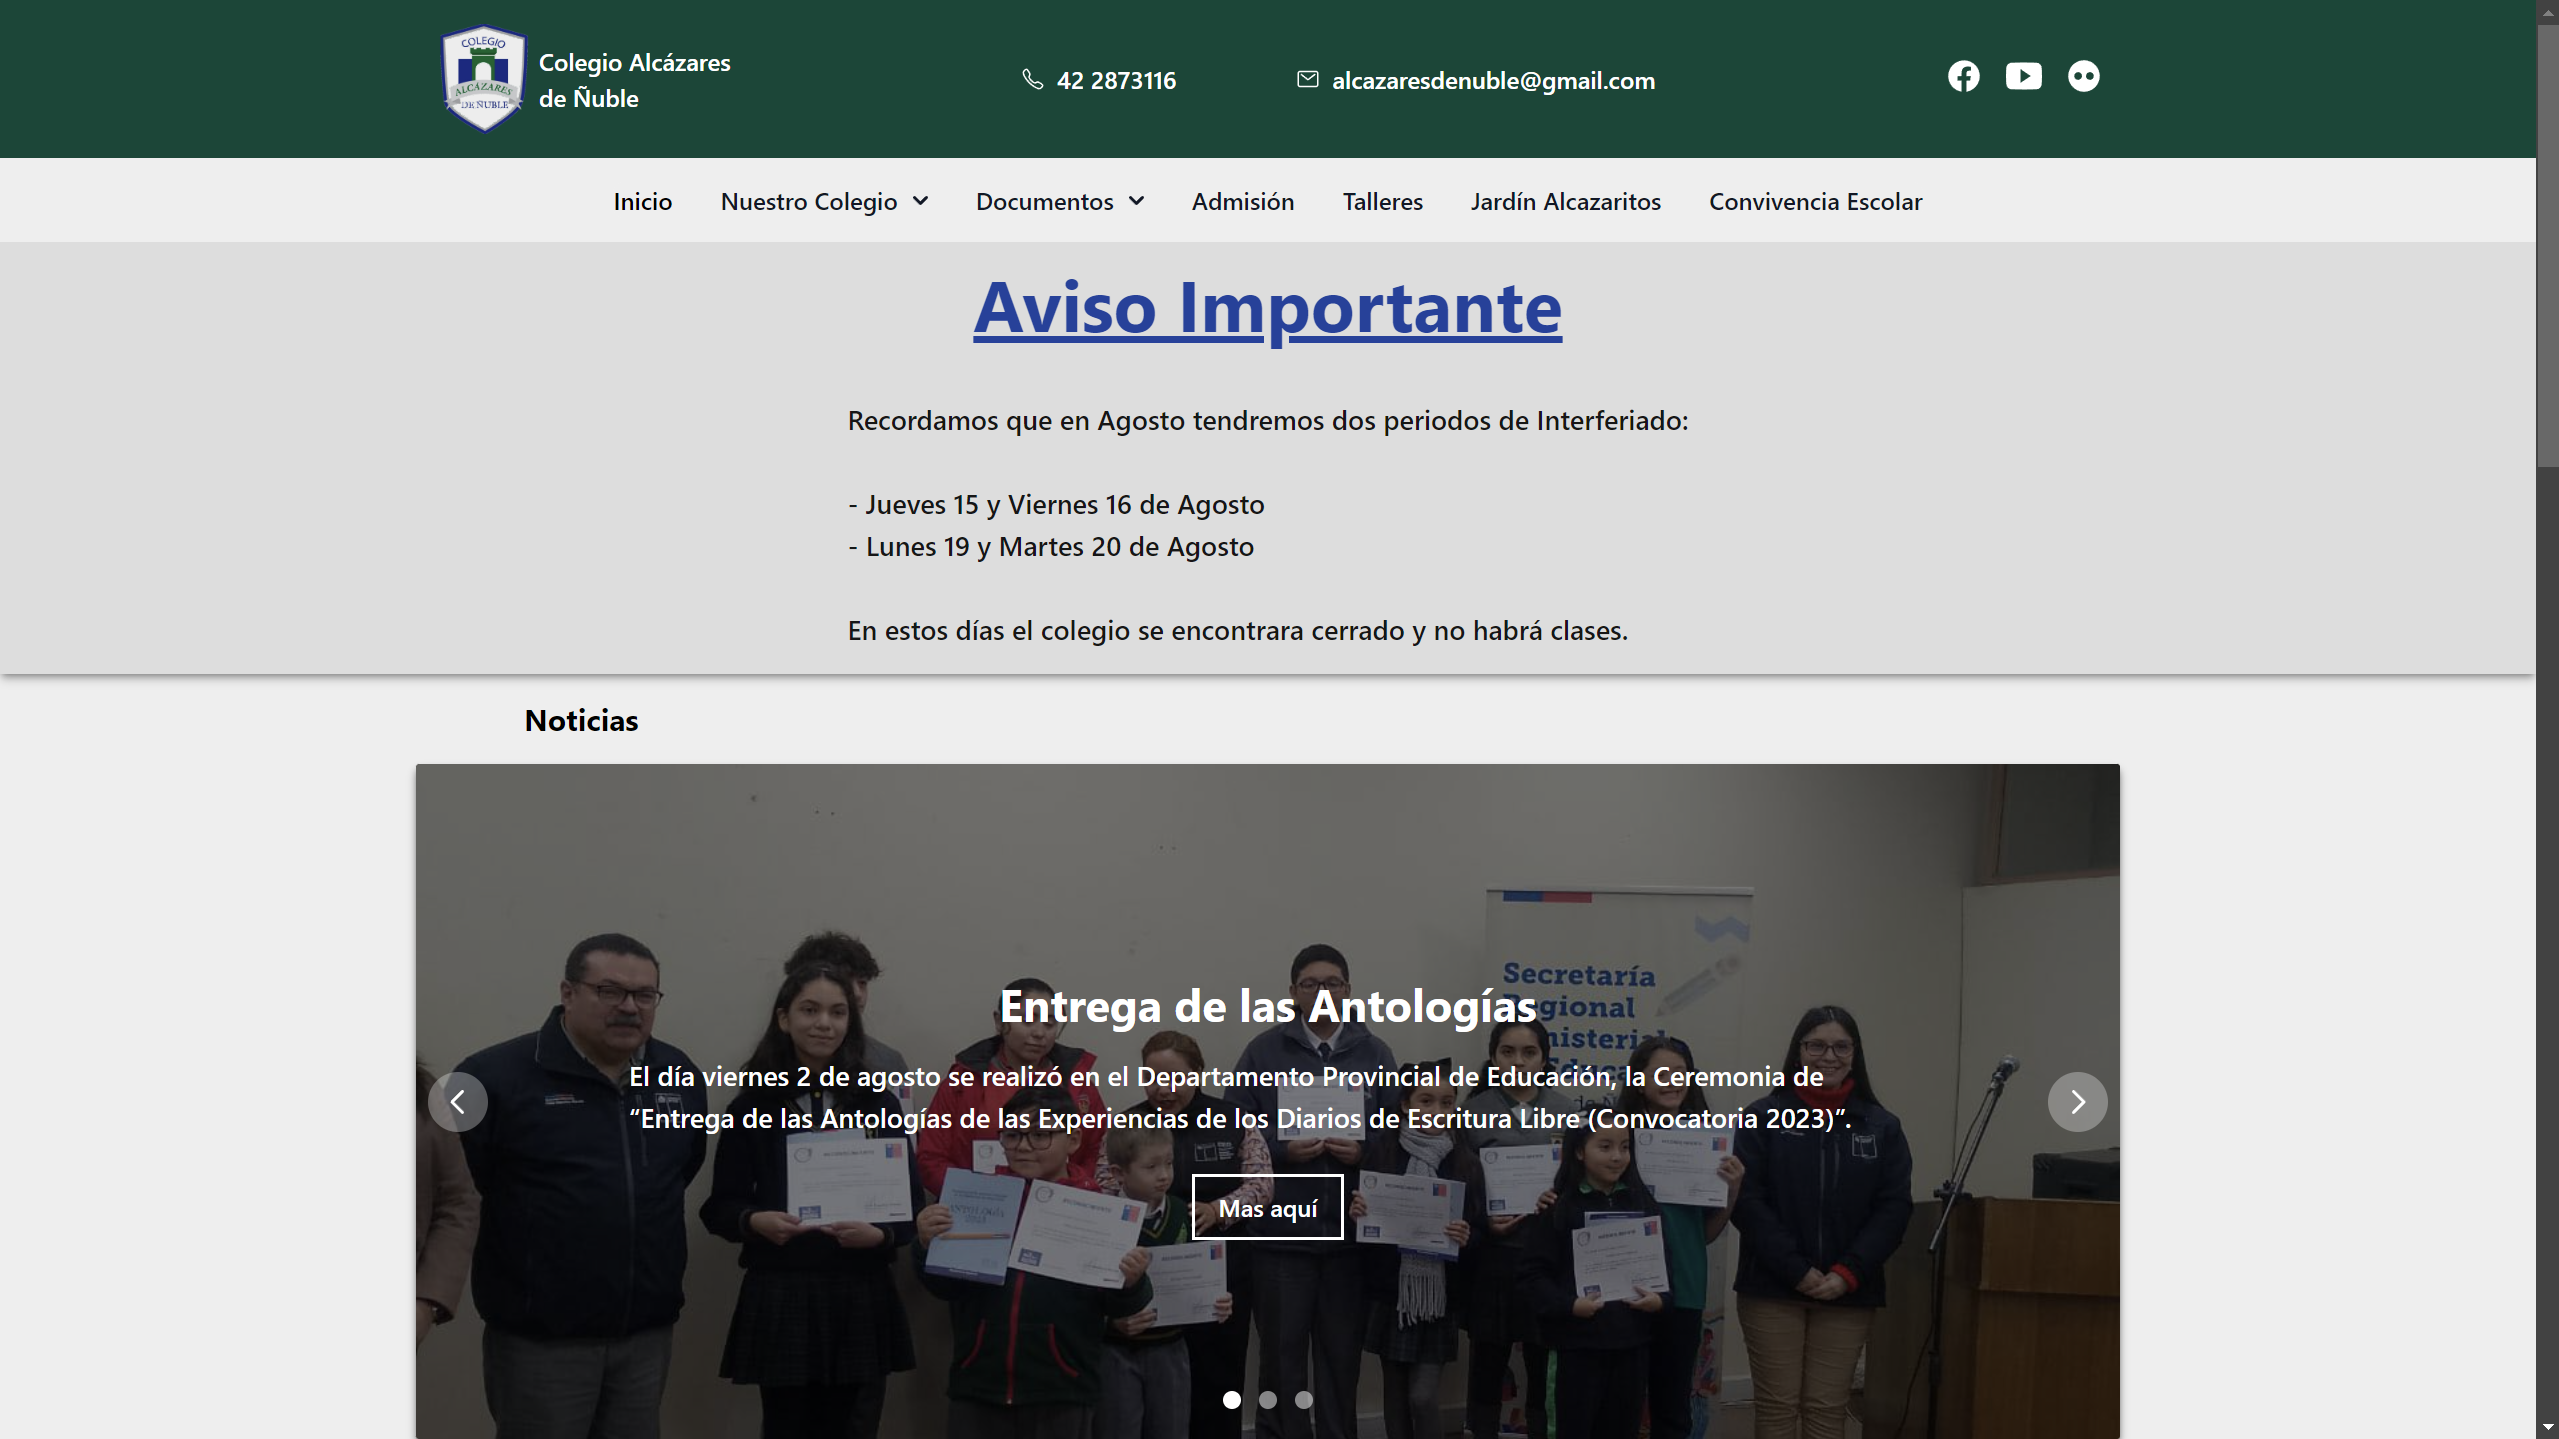 COLEGIO
ALCÁZARES
DE ÑUBLE
Colegio Alcázares
de Ñuble
42 2873116
alcazaresdenuble@gmail.com
Inicio
Nuestro Colegio
Documentos
Admisión
Talleres
Jardín Alcazaritos
Convivencia Escolar
Aviso Importante
Recordamos que en Agosto tendremos dos periodos de Interferiado:
- Jueves 15 y Viernes 16 de Agosto
- Lunes 19 y Martes 20 de Agosto
En estos días el colegio se encontrara cerrado y no habrá clases.
Noticias
Secretaría
Regional
Entrega de las Antologías
El día viernes 2 de agosto se realizó en el Departamento Provincial de Educación, la Ceremonia de
“Entrega de las Antologías de las Experiencias de los Diarios de Escritura Libre (Convocatoria 2023)”.
Mas aquí